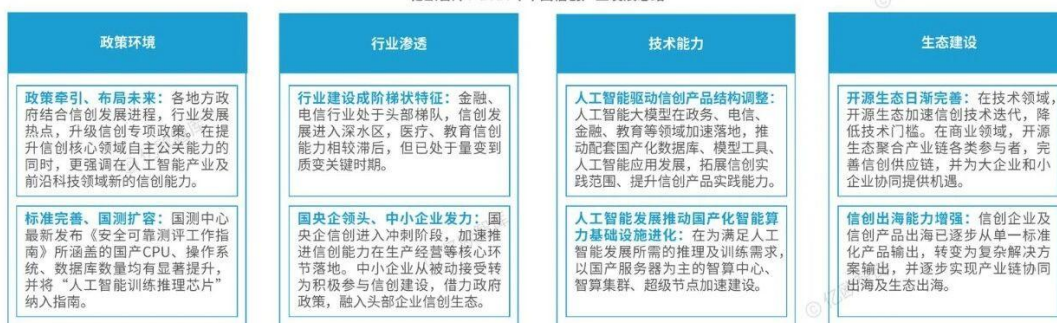 政策环境
政策牵引、布局未来：各地方政
府结合信创发展进程，行业发展
热点，升级信创专项政策。在提
升信创核心领域自主公关能力的
同时，更强调在人工智能产业及
前沿科技领域新的信创能力。
标准完善、国测扩容：国测中心
最新发布《安全可靠测评工作指
南》所涵盖的国产CPU、操作系
统、数据库数量均有显著提升，
并将“人工智能训练推理芯片”
纳入指南。
行业渗透
行业建设成阶梯状特征：金融、
电信行业处于头部梯队，信创发
展进入深水区，医疗、教育信创
能力相较滞后，但已处于量变到
质变关键时期。
国央企领头、中小企业发力：国
央企信创进入冲刺阶段，加速推
进信创能力在生产经营等核心环
节落地。中小企业从被动接受转
为积极参与信创建设，借力政府
政策，融入头部企业信创生态。
技术能力
人工智能驱动信创产品结构调整：
人工智能大模型在政务、电信、
金融、教育等领域加速落地，推
动配套国产化数据库、模型工具、
人工智能应用发展，拓展信创实
践范围、提升信创产品实践能力。
人工智能发展推动国产化智能算
力基础设施进化：在为满足人工
智能发展所需的推理及训练需求，
以国产服务器为主的智算中心、
智算集群、超级节点加速建设。
生态建设
开源生态日渐完善：在技术领域，
开源生态加速信创技术迭代，降
低技术门槛。在商业领域，开源
生态聚合产业链各类参与者，完
善信创供应链，并为大企业和小
企业协同提供机遇。
信创出海能力增强：信创企业及
信创产品出海已逐步从单一标准
化产品输出，转变为复杂解决方
案输出，并逐步实现产业链协同
出海及生态出海。